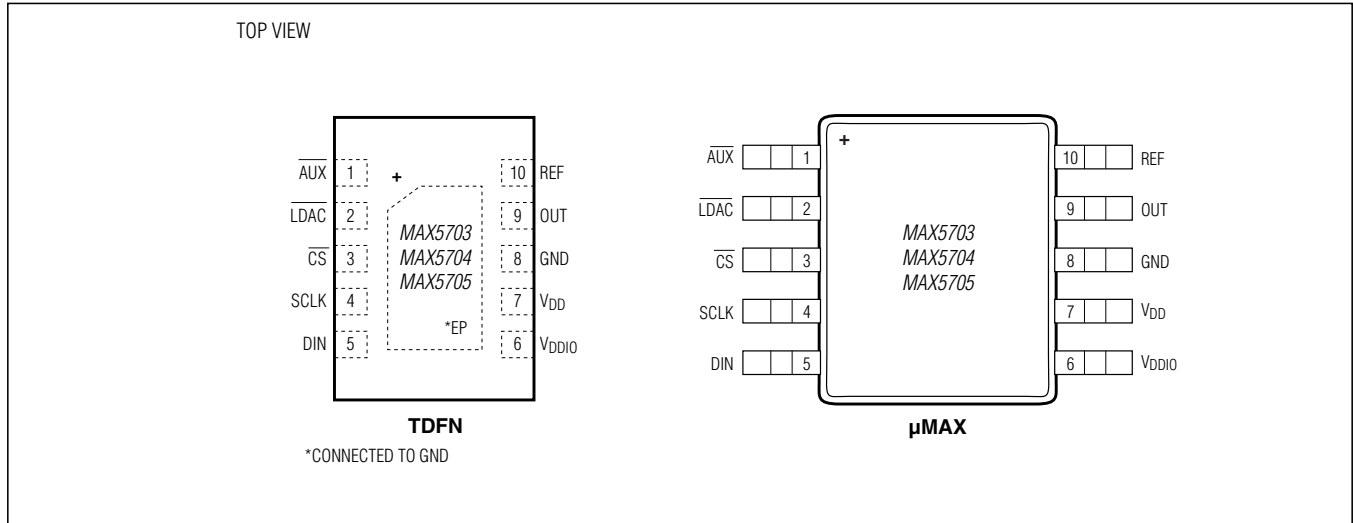 TOP VIEW
AUX 1
LDAC 2
CS 3
SCLK 4
DIN 5
+
MAX5703
MAX5704
MAX5705
*EP
10 REF
9 OUT
8 GND
7 VDD
6 VDDIO
TDFN
*CONNECTED TO GND
AUX 1
LDAC 2
CS 3
SCLK 4
DIN 5
+
MAX5703
MAX5704
MAX5705
10 REF
9 OUT
8 GND
7 VDD
6 VDDIO
µMAX